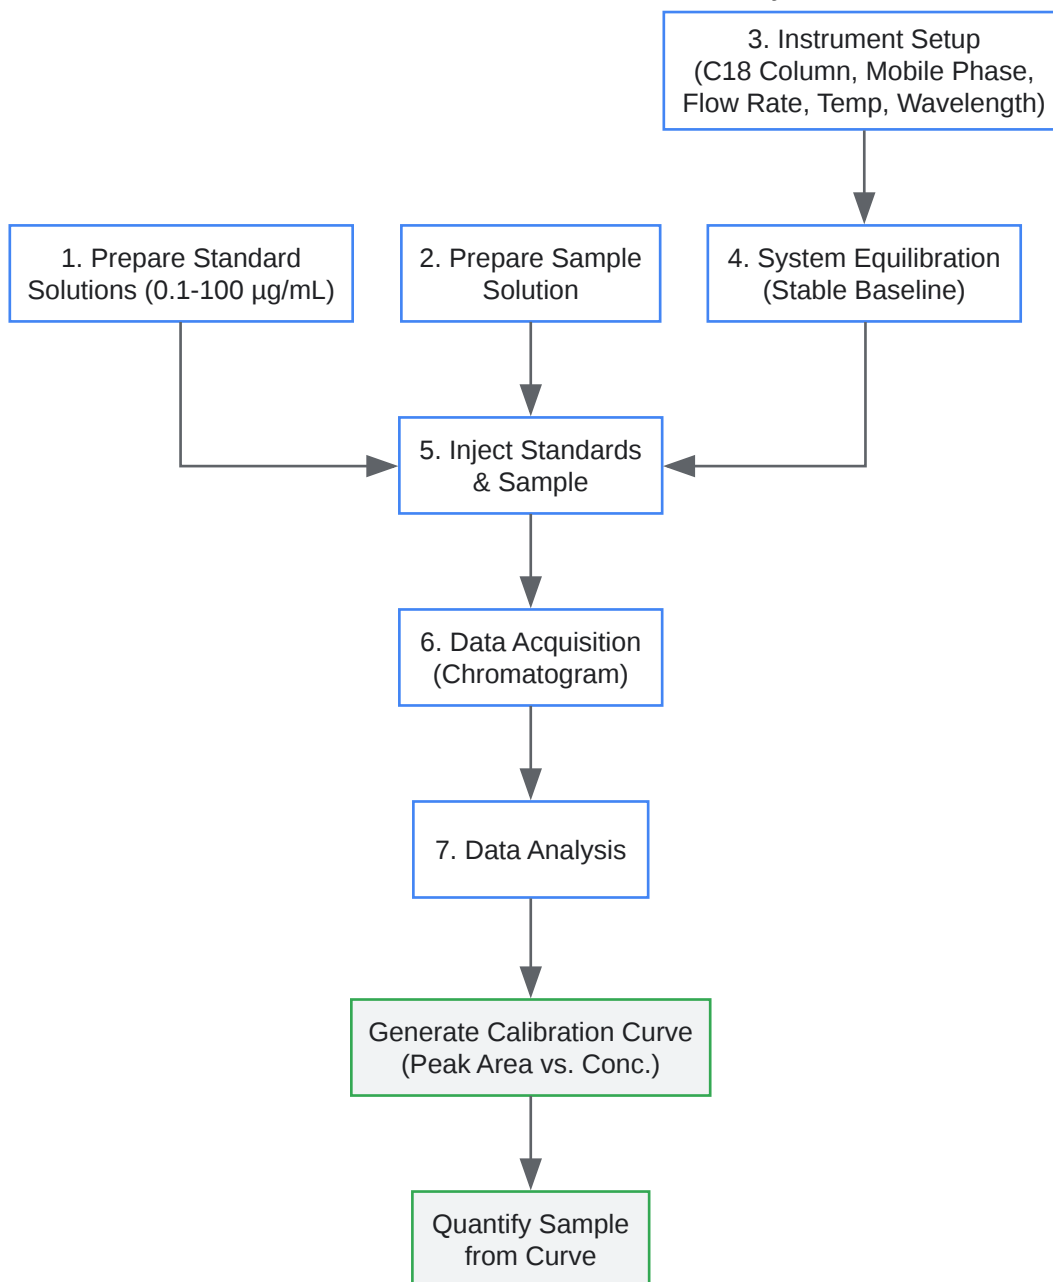 3. Instrument Setup
(C18 Column, Mobile Phase,
Flow Rate, Temp, Wavelength)
1. Prepare Standard
Solutions (0.1-100 µg/mL)
2. Prepare Sample
Solution
4. System Equilibration
(Stable Baseline)
5. Inject Standards
& Sample
6. Data Acquisition
(Chromatogram)
7. Data Analysis
Generate Calibration Curve
(Peak Area vs. Conc.)
Quantify Sample
from Curve